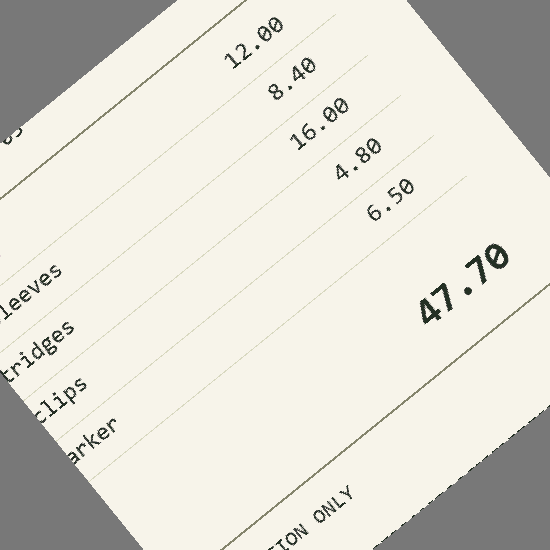 12.00
leeves 8.40
tridges 16.00
clips 4.80
arker 6.50
47.70
ION ONLY